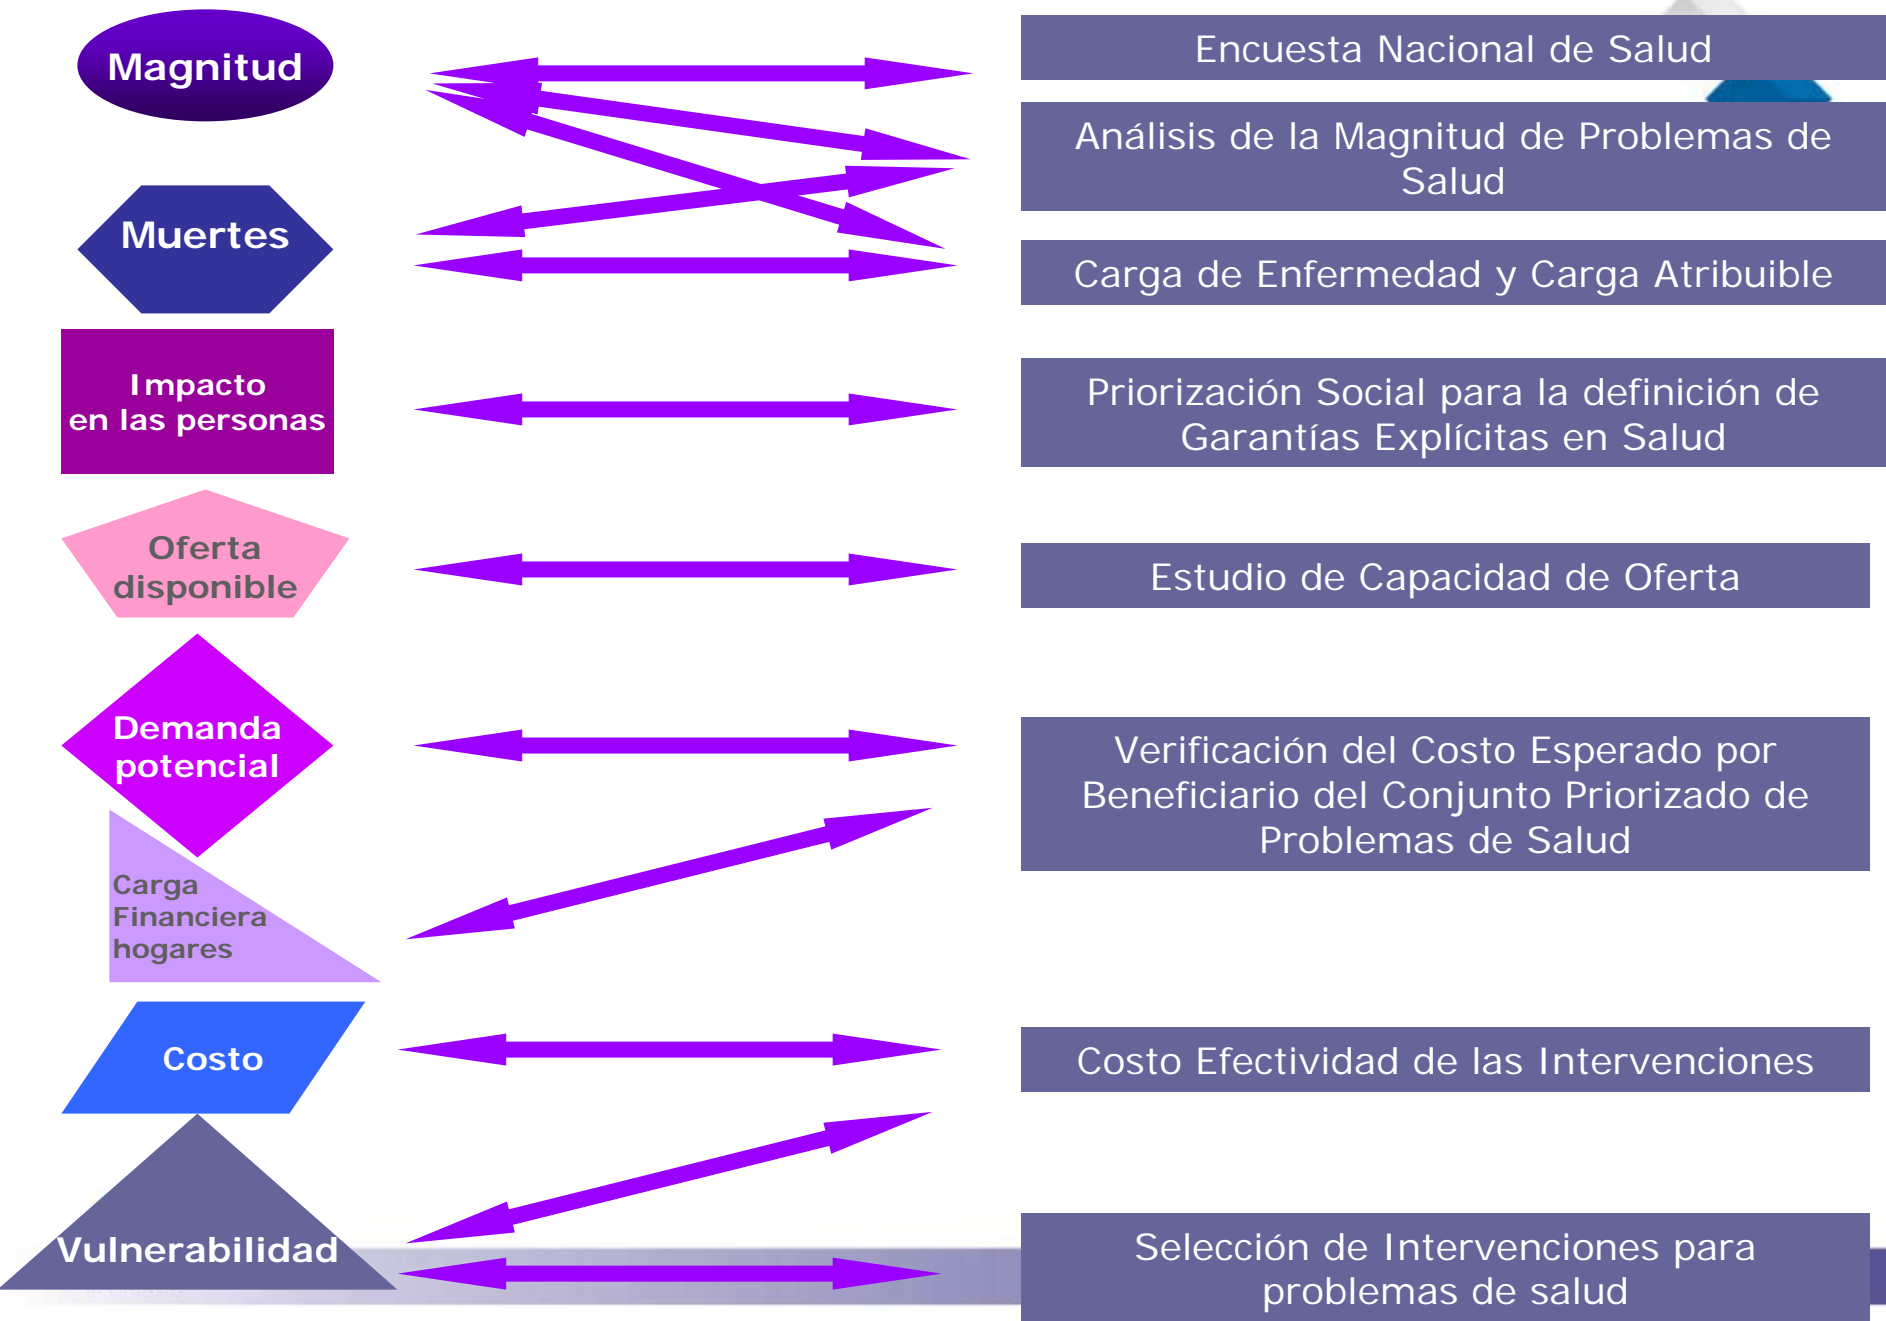 Magnitud
Encuesta Nacional de Salud
Análisis de la Magnitud de Problemas de
Salud
Muertes
Carga de Enfermedad y Carga Atribuible
Impacto
en las personas
Priorización Social para la definición de
Garantías Explícitas en Salud
Oferta
disponible
Estudio de Capacidad de Oferta
Demanda
potencial
Verificación del Costo Esperado por
Beneficiario del Conjunto Priorizado de
Problemas de Salud
Carga
Financiera
hogares
Costo
Costo Efectividad de las Intervenciones
Vulnerabilidad
Selección de Intervenciones para
problemas de salud